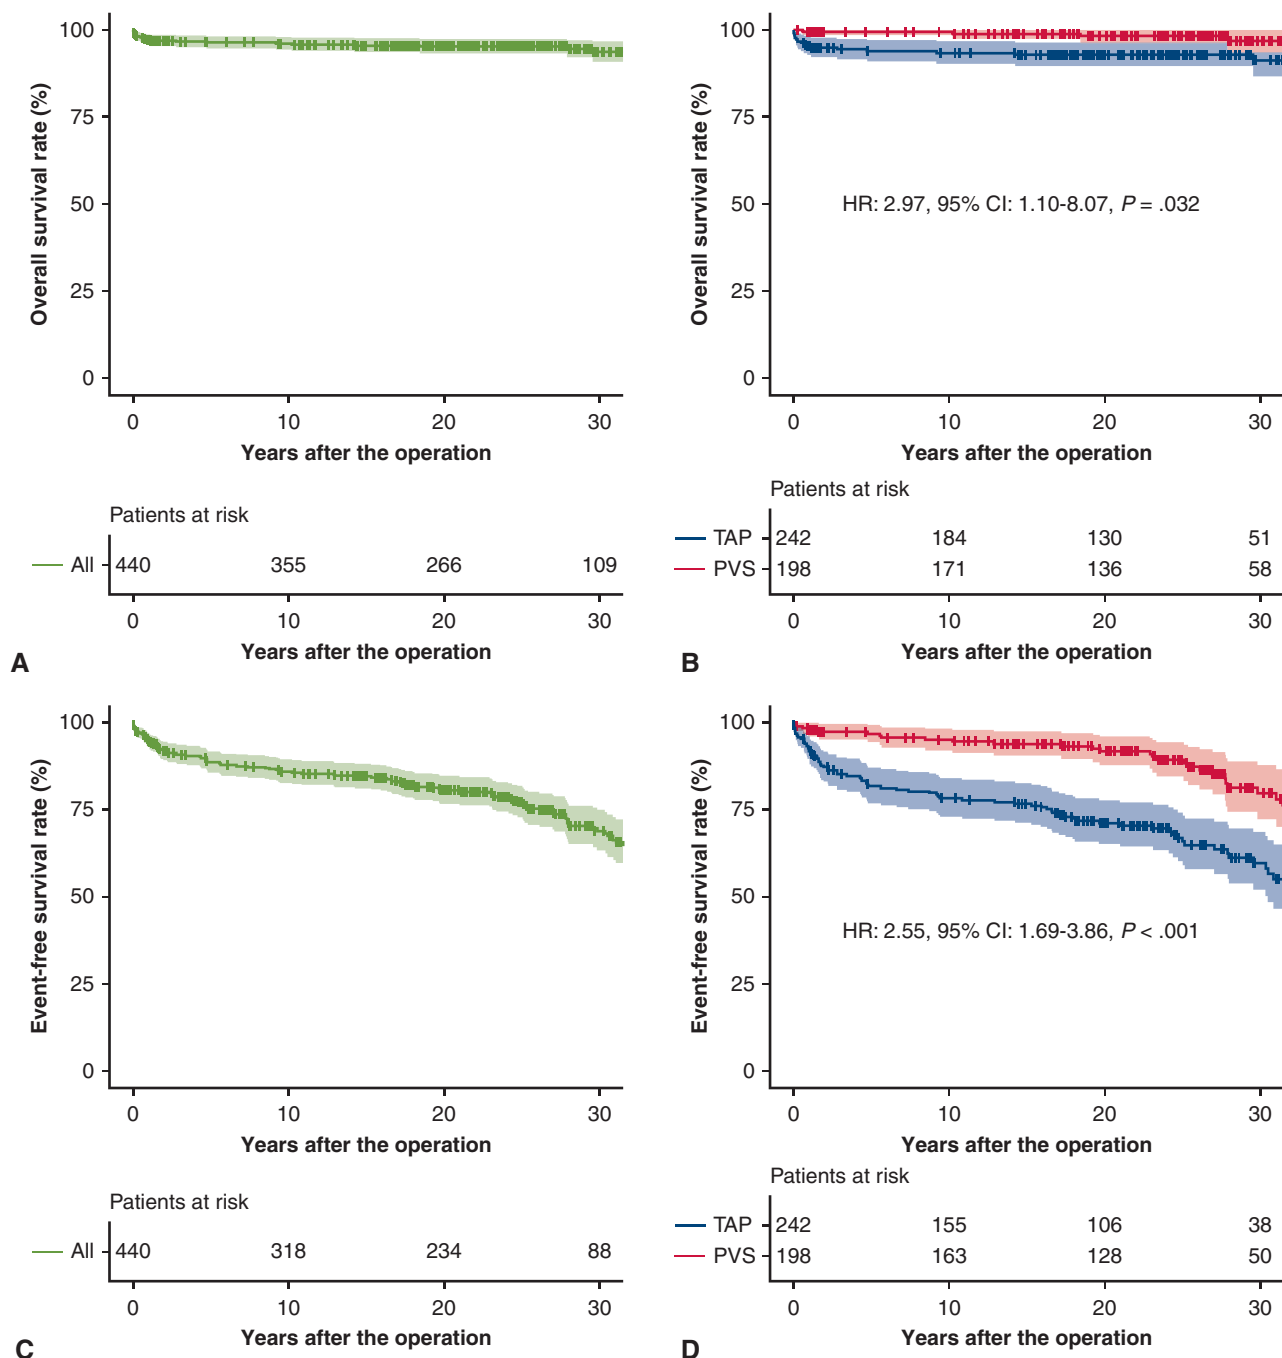 Overall survival rate (%)
100
75
50
25
0
0 10 20 30
Years after the operation
Patients at risk
All 440 355 266 109
0 10 20 30
Years after the operation
A
Overall survival rate (%)
100
75
50
25
0
HR: 2.97, 95% CI: 1.10-8.07, P = .032
0 10 20 30
Years after the operation
Patients at risk
TAP 242 184 130 51
PVS 198 171 136 58
0 10 20 30
Years after the operation
B
Event-free survival rate (%)
100
75
50
25
0
0 10 20 30
Years after the operation
Patients at risk
All 440 318 234 88
0 10 20 30
Years after the operation
C
Event-free survival rate (%)
100
75
50
25
0
HR: 2.55, 95% CI: 1.69-3.86, P < .001
0 10 20 30
Years after the operation
Patients at risk
TAP 242 155 106 38
PVS 198 163 128 50
0 10 20 30
Years after the operation
D